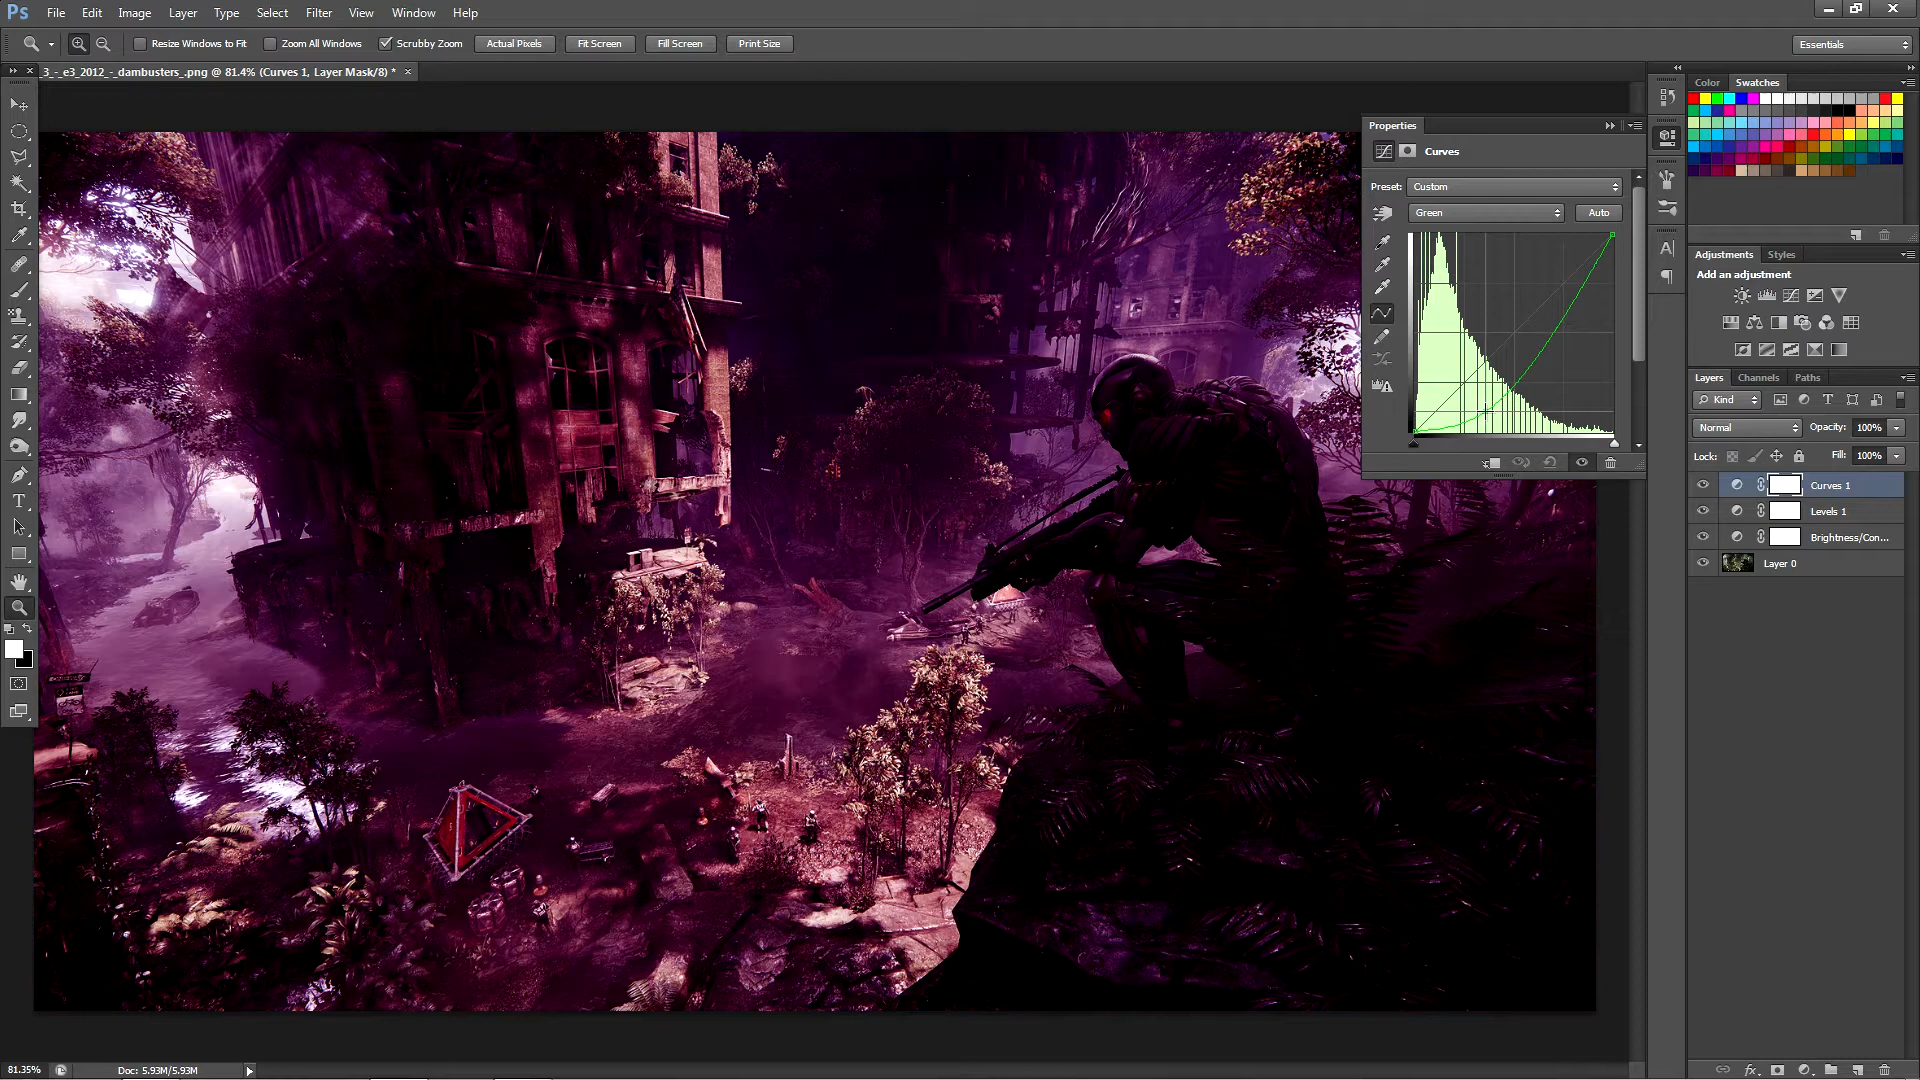 Ps File Edit Image Layer Type Select Filter View Window Help
Resize Windows to Fit Zoom All Windows Scrubby Zoom Actual Pixels Fit Screen Fill Screen Print Size Essentials
_3_-_e3_2012_-_dambusters_.png @ 81.4% (Curves 1, Layer Mask/8) * ×
Color Swatches
Properties
Curves
Preset: Custom
Green Auto
Adjustments Styles
Add an adjustment
Layers Channels Paths
Kind
Normal Opacity: 100%
Lock: Fill: 100%
Curves 1
Levels 1
Brightness/Con...
Layer 0
81.35% Doc: 5.93M/5.93M